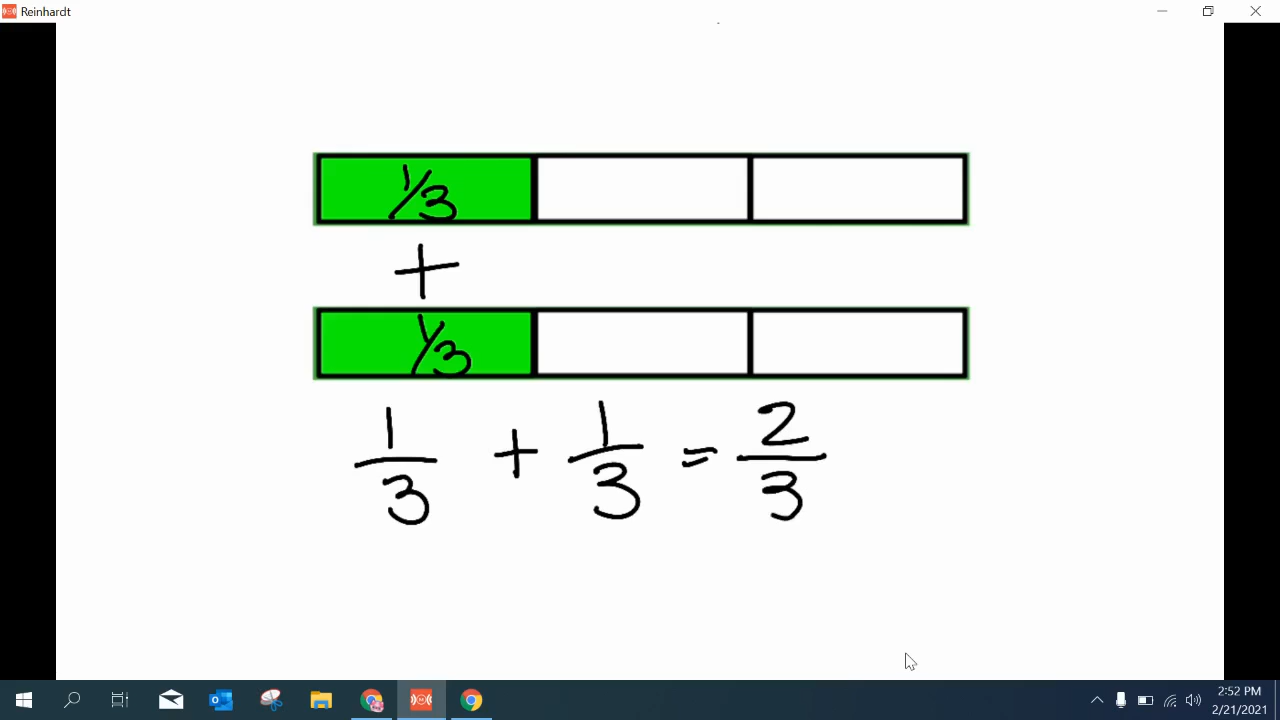 Reinhardt
1/3
+
1/3
1/3 + 1/3 = 2/3
2:52 PM
2/21/2021